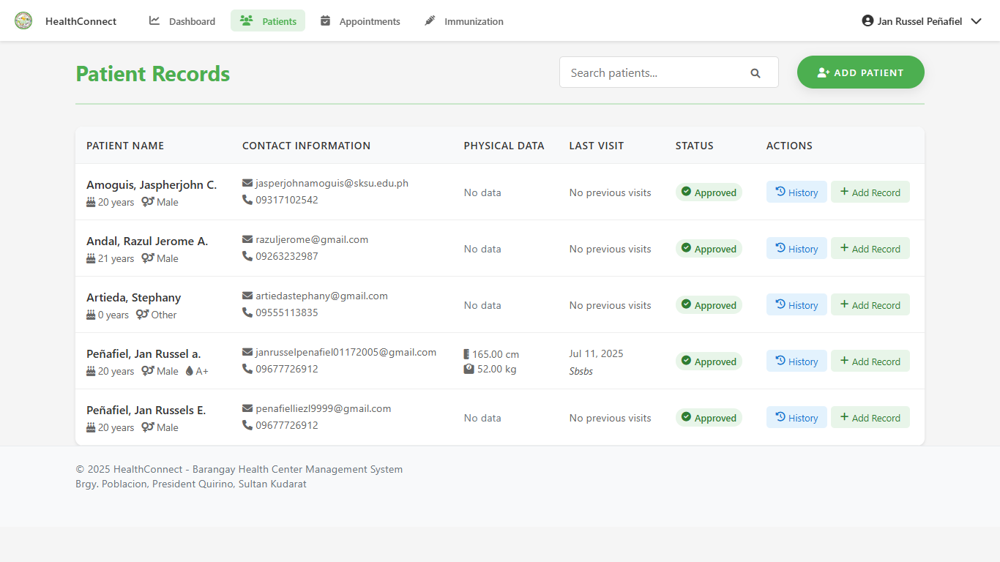 HealthConnect Dashboard Patients Appointments Immunization Jan Russel Peñafiel
Patient Records Search patients... ADD PATIENT
PATIENT NAME CONTACT INFORMATION PHYSICAL DATA LAST VISIT STATUS ACTIONS
Amoguis, Jaspherjohn C.
20 years Male
jasperjohnamoguis@sksu.edu.ph
09317102542
No data
No previous visits
Approved
History
Add Record
Andal, Razul Jerome A.
21 years Male
razuljerome@gmail.com
09263232987
No data
No previous visits
Approved
History
Add Record
Artieda, Stephany
0 years Other
artiedastephany@gmail.com
09555113835
No data
No previous visits
Approved
History
Add Record
Peñafiel, Jan Russel a.
20 years Male A+
janrusselpenafiel01172005@gmail.com
09677726912
165.00 cm
52.00 kg
Jul 11, 2025
Sbsbs
Approved
History
Add Record
Peñafiel, Jan Russels E.
20 years Male
penafielliezl9999@gmail.com
09677726912
No data
No previous visits
Approved
History
Add Record
© 2025 HealthConnect - Barangay Health Center Management System
Brgy. Poblacion, President Quirino, Sultan Kudarat